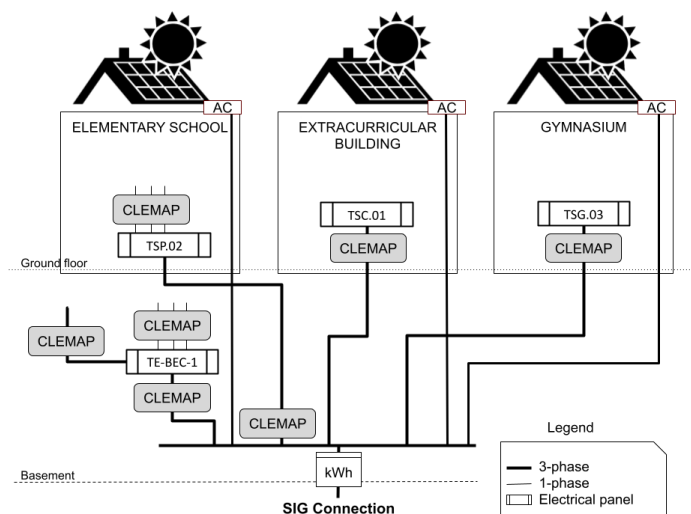 AC
AC
AC
ELEMENTARY SCHOOL
EXTRACURRICULAR
BUILDING
GYMNASIUM
CLEMAP
TSP.02
TSC.01
CLEMAP
TSG.03
CLEMAP
Ground floor
CLEMAP
CLEMAP
TE-BEC-1
CLEMAP
CLEMAP
kWh
Basement
SIG Connection
Legend
3-phase
1-phase
Electrical panel